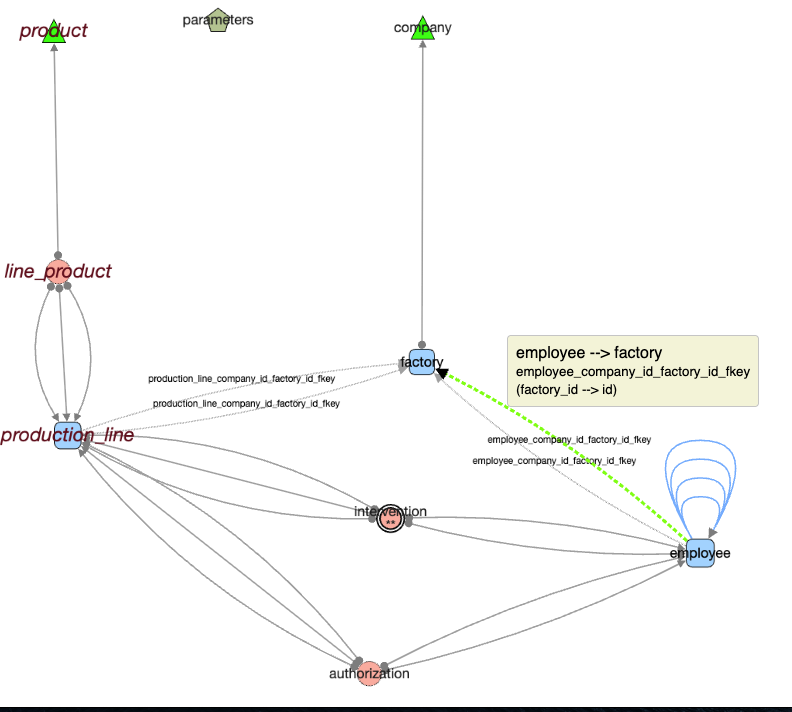 product
parameters
company
line_product
factory
employee --> factory
employee_company_id_factory_id_fkey
(factory_id --> id)
production_line_company_id_factory_id_fkey
production_line_company_id_factory_id_fkey
production_line
employee_company_id_factory_id_fkey
employee_company_id_factory_id_fkey
intervention
**
employee
authorization